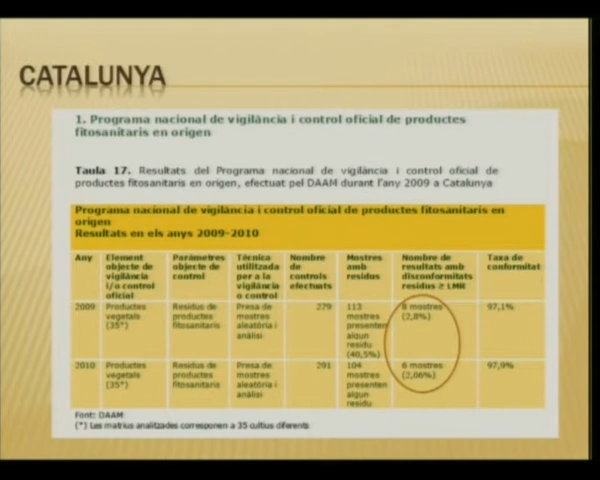 CATALUNYA
1. Programa nacional de vigilància i control oficial de productes
fitosanitaris en origen
Taula 17. Resultats del Programa nacional de vigilància i control oficial de
productes fitosanitaris en origen, efectuat pel DAAM durant l'any 2009 a Catalunya
Programa nacional de vigilància i control oficial de productes fitosanitaris en
origen
Resultats en els anys 2009-2010
Any
Element
objecte de
vigilància
i/o control
oficial
Paràmetres
objecte de
control
Tècnica
utilitzada
per a la
vigilància
o control
Nombre
de
controls
efectuats
Mostres
amb
residus
Nombre de
resultats amb
disconformitats
residus ≥ LMR
Taxa de
conformitat
2009
Productes
vegetals
(35*)
Residus de
productes
fitosanitaris
Presa de
mostres
aleatòria i
anàlisi
279
113
mostres
presenten
algun
residu
(40,5%)
8 mostres
(2,8%)
97,1%
2010
Productes
vegetals
(35*)
Residus de
productes
fitosanitaris
Presa de
mostres
aleatòria i
anàlisi
291
104
mostres
presenten
algun
residu
6 mostres
(2,06%)
97,9%
Font: DAAM
(*) Les matrius analitzades corresponen a 35 cultius diferents